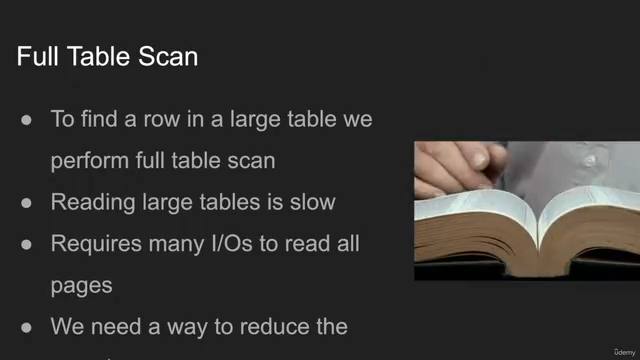 Full Table Scan
● To find a row in a large table we
perform full table scan
● Reading large tables is slow
● Requires many I/Os to read all
pages
● We need a way to reduce the
udemy